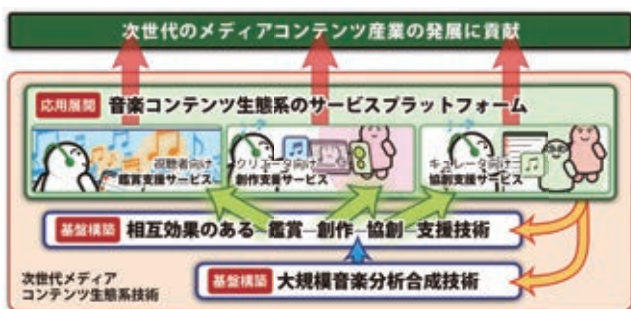 次世代のメディアコンテンツ産業の発展に貢献
応用展開 音楽コンテンツ生態系のサービスプラットフォーム
視聴者向け
鑑賞支援サービス
クリエータ向け
創作支援サービス
キュレータ向け
協創支援サービス
基盤構築 相互効果のある 鑑賞―創作―協創―支援技術
基盤構築 大規模音楽分析合成技術
次世代メディア
コンテンツ生態系技術